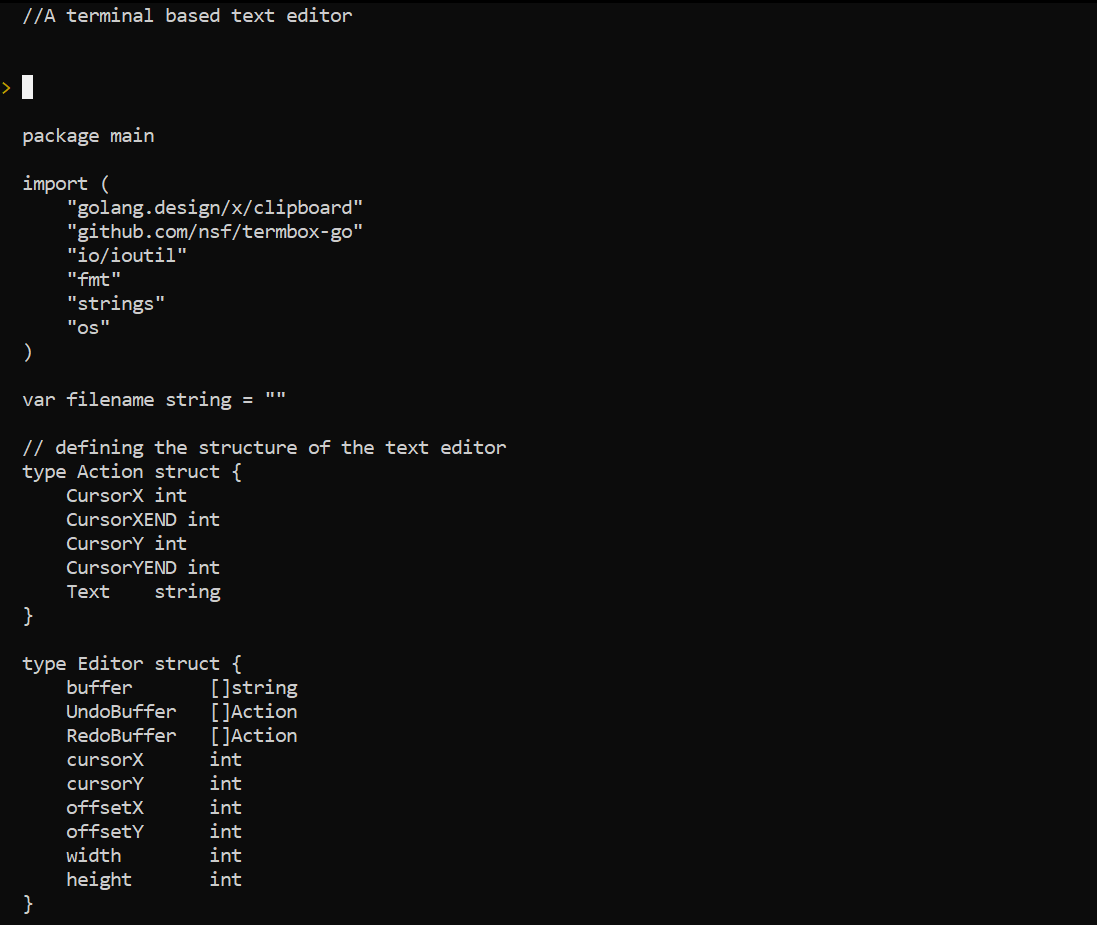 //A terminal based text editor
>
package main
import (
    "golang.design/x/clipboard"
    "github.com/nsf/termbox-go"
    "io/ioutil"
    "fmt"
    "strings"
    "os"
)
var filename string = ""
// defining the structure of the text editor
type Action struct {
    CursorX int
    CursorXEND int
    CursorY int
    CursorYEND int
    Text    string
}
type Editor struct {
    buffer       []string
    UndoBuffer   []Action
    RedoBuffer   []Action
    cursorX      int
    cursorY      int
    offsetX      int
    offsetY      int
    width        int
    height       int
}